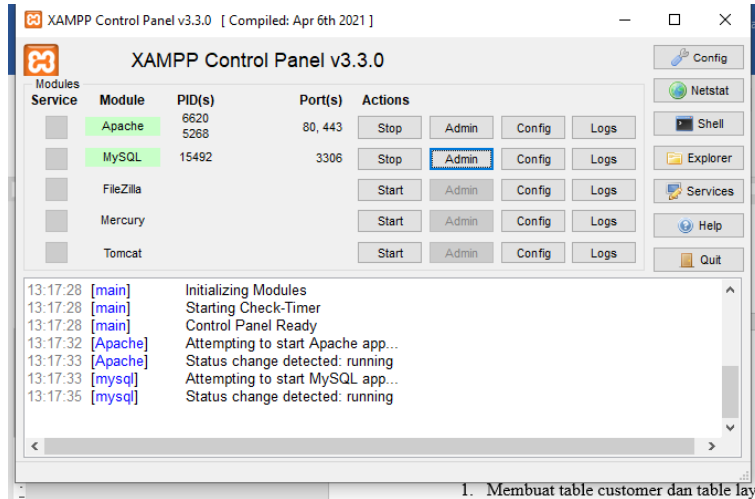 XAMPP Control Panel v3.3.0 [ Compiled: Apr 6th 2021 ]
XAMPP Control Panel v3.3.0
Config
Modules
Service Module PID(s) Port(s) Actions
Netstat
Apache 6620 5268 80, 443 Stop Admin Config Logs
Shell
MySQL 15492 3306 Stop Admin Config Logs
Explorer
FileZilla Start Admin Config Logs
Services
Mercury Start Admin Config Logs
Help
Tomcat Start Admin Config Logs
Quit
13:17:28 [main] Initializing Modules
13:17:28 [main] Starting Check-Timer
13:17:28 [main] Control Panel Ready
13:17:32 [Apache] Attempting to start Apache app...
13:17:33 [Apache] Status change detected: running
13:17:33 [mysql] Attempting to start MySQL app...
13:17:35 [mysql] Status change detected: running
1. Membuat table customer dan table lay